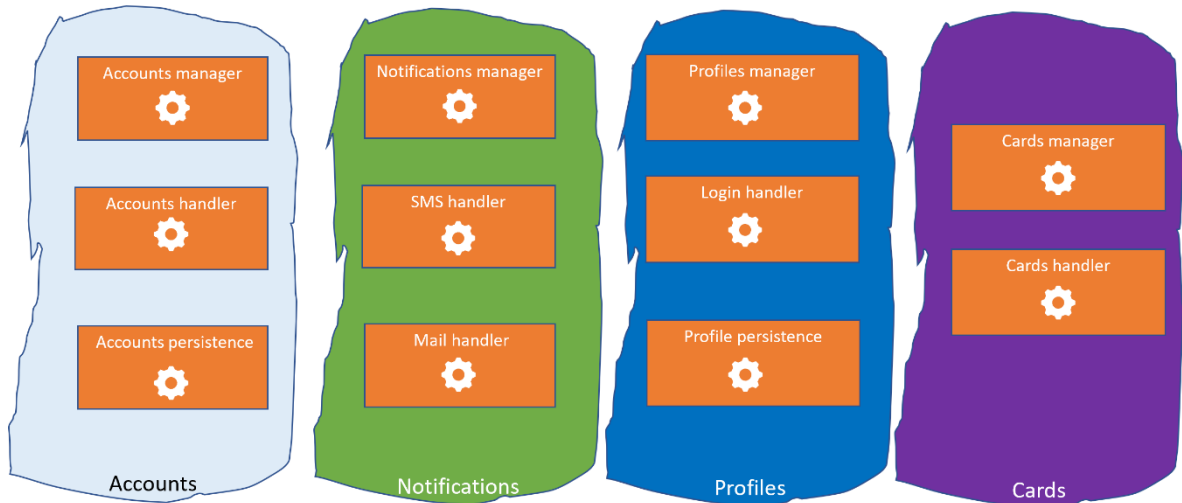 Accounts manager
Accounts handler
Accounts persistence
Accounts
Notifications manager
SMS handler
Mail handler
Notifications
Profiles manager
Login handler
Profile persistence
Profiles
Cards manager
Cards handler
Cards